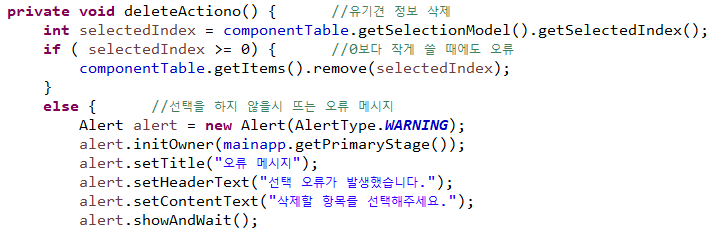 private void deleteActiono() {       //유기견 정보 삭제
    int selectedIndex = componentTable.getSelectionModel().getSelectedIndex();
    if ( selectedIndex >= 0) {       //0보다 작게 쓸 때에도 오류
        componentTable.getItems().remove(selectedIndex);
    }
    else {       //선택을 하지 않을시 뜨는 오류 메시지
        Alert alert = new Alert(AlertType.WARNING);
        alert.initOwner(mainapp.getPrimaryStage());
        alert.setTitle("오류 메시지");
        alert.setHeaderText("선택 오류가 발생했습니다.");
        alert.setContentText("삭제할 항목를 선택해주세요.");
        alert.showAndWait();